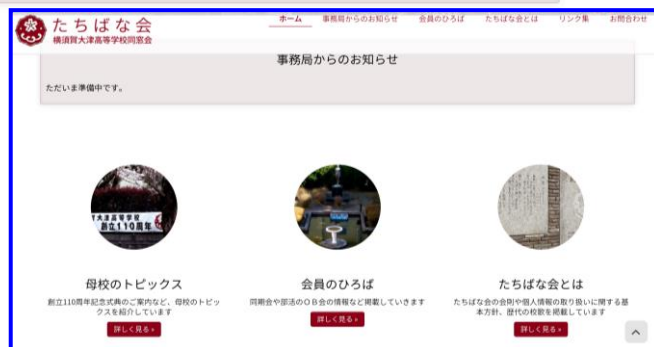 たちばな会
横須賀大津高等学校同窓会
ホーム 事務局からのお知らせ 会員のひろば たちばな会とは リンク集 お問合わせ
事務局からのお知らせ
ただいま準備中です。
大津高等学校
創立110周年
母校のトピックス
創立110周年記念式典のご案内など、母校のトピッ
クスを紹介しています
詳しく見る »
会員のひろば
同期会や部活のOB会の情報など掲載していきます
詳しく見る »
たちばな会とは
たちばな会の会則や個人情報の取り扱いに関する基
本方針、歴代の校歌を掲載しています
詳しく見る »